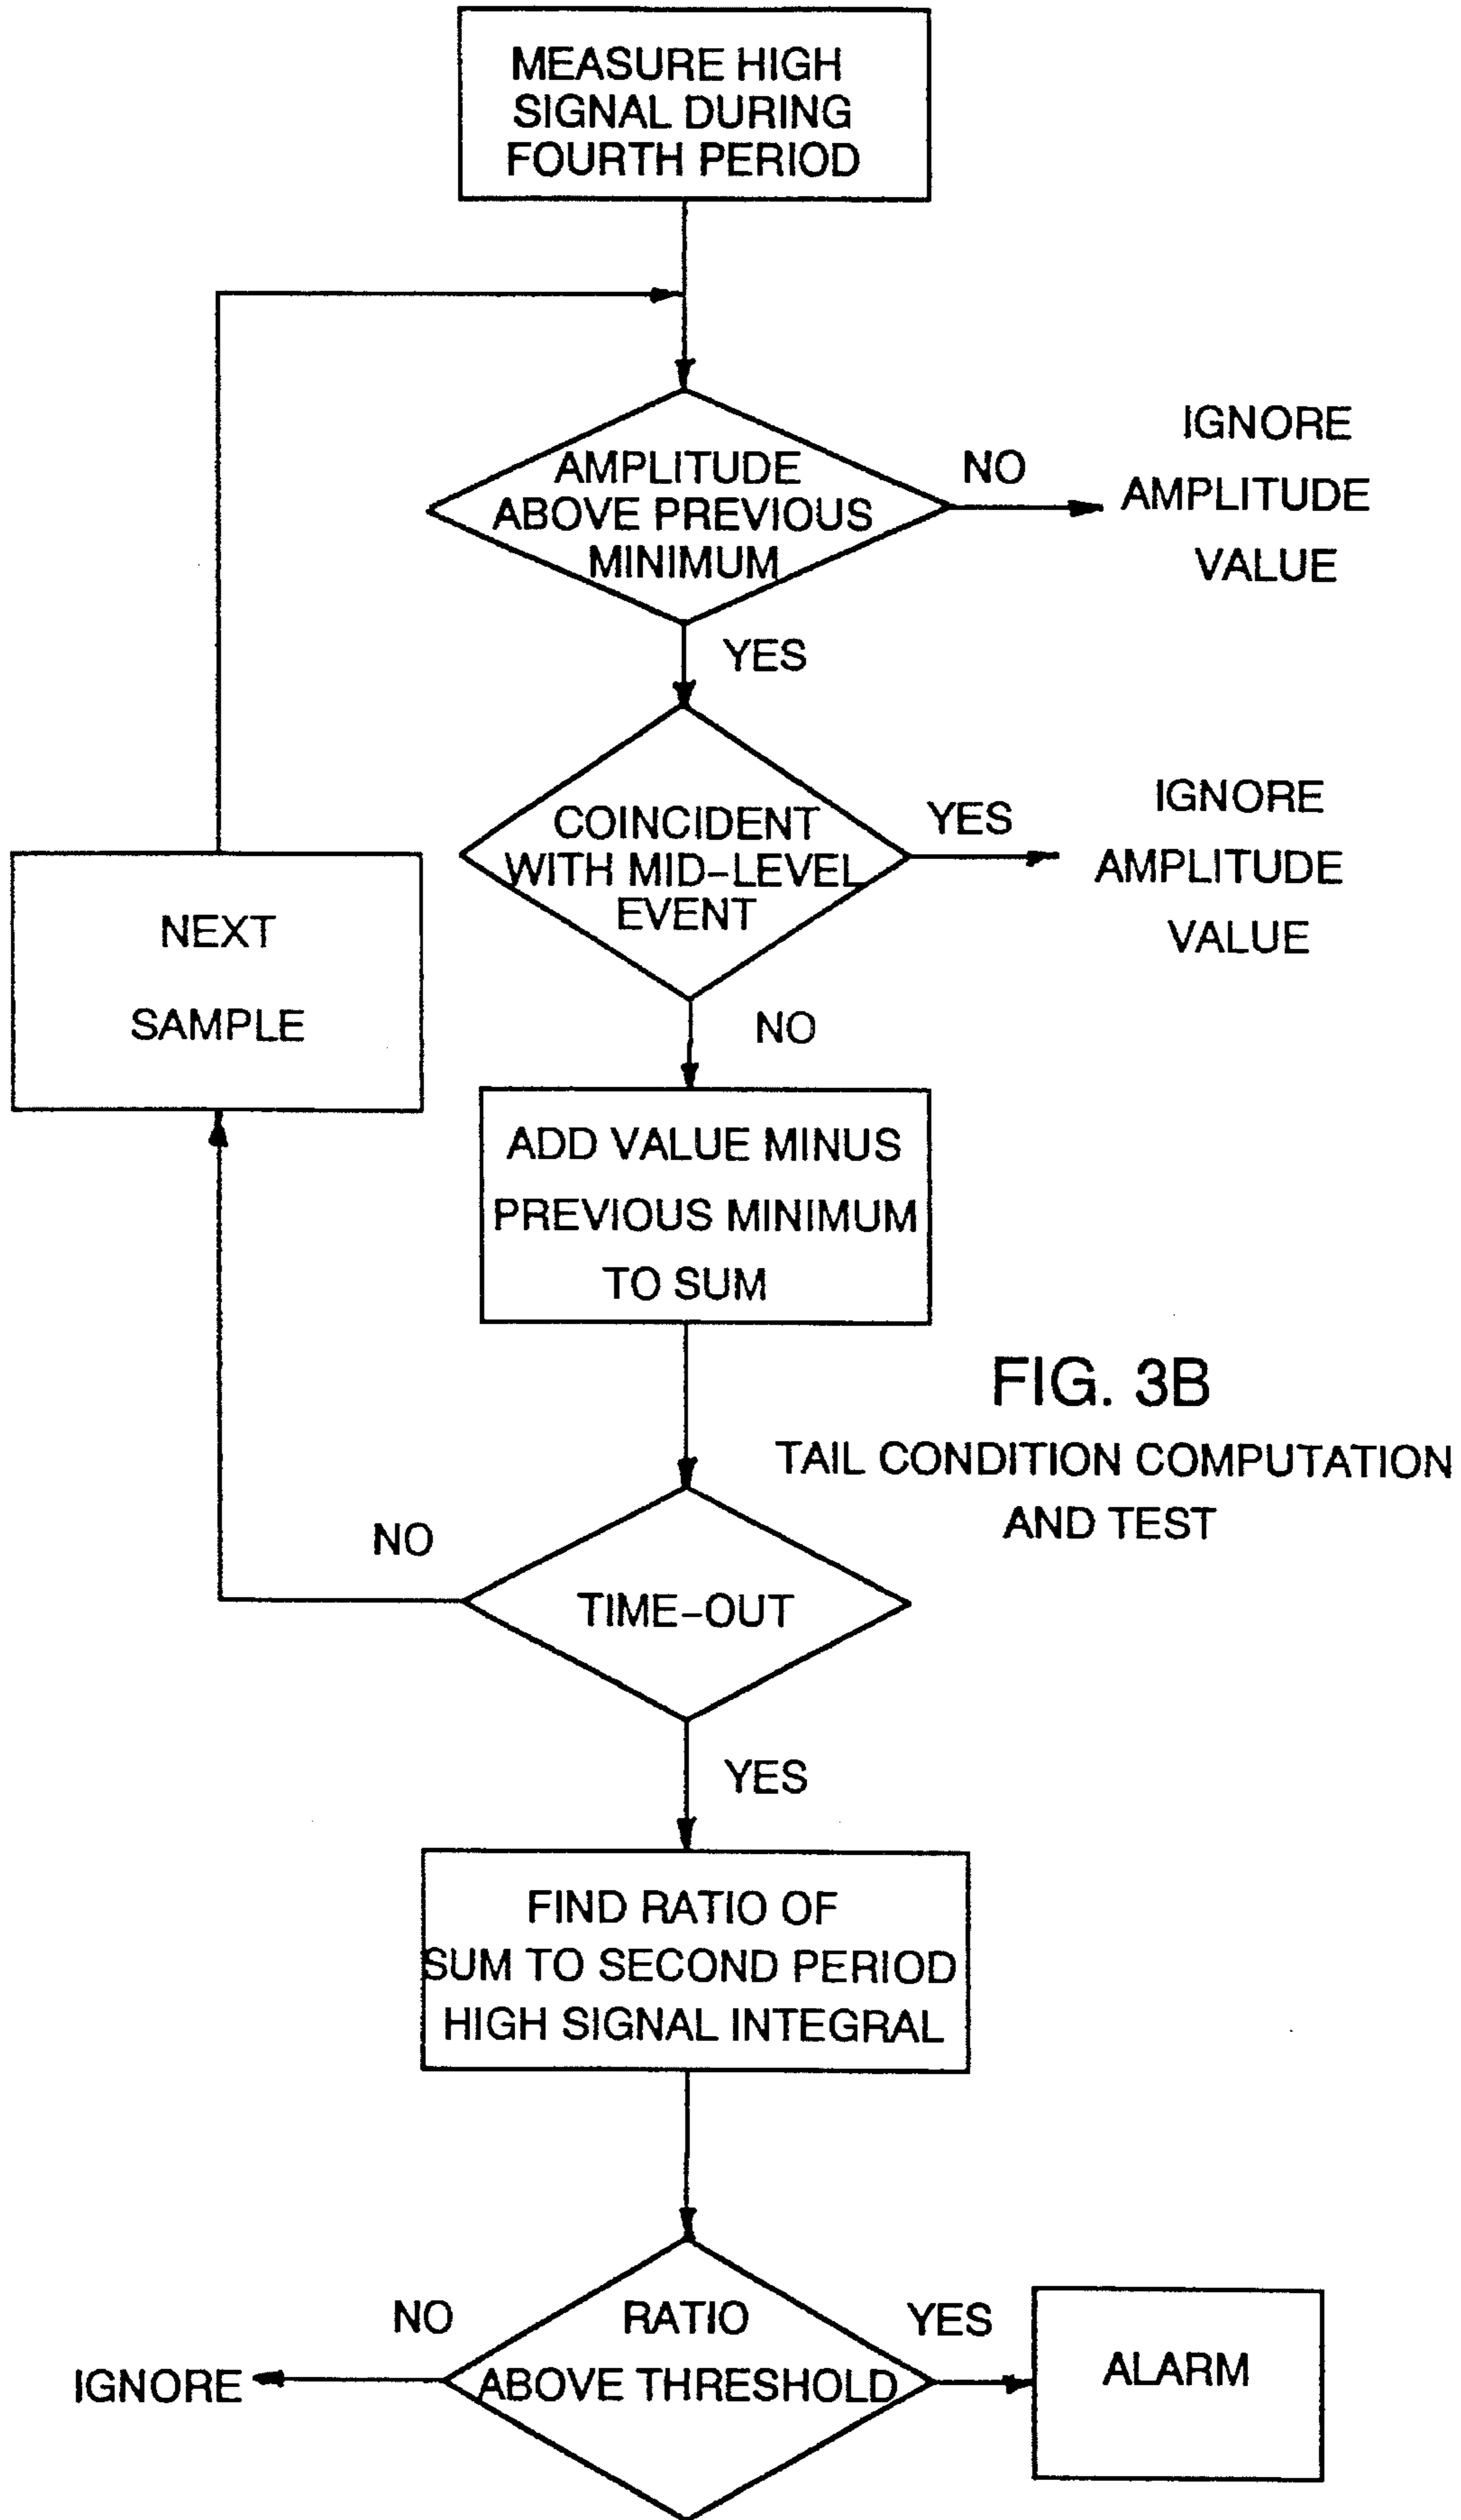 MEASURE HIGH
SIGNAL DURING
FOURTH PERIOD
AMPLITUDE
ABOVE PREVIOUS
MINIMUM
NO
IGNORE
AMPLITUDE
VALUE
YES
COINCIDENT
WITH MID-LEVEL
EVENT
YES
IGNORE
AMPLITUDE
VALUE
NEXT
SAMPLE
NO
ADD VALUE MINUS
PREVIOUS MINIMUM
TO SUM
FIG. 3B
TAIL CONDITION COMPUTATION
AND TEST
NO
TIME-OUT
YES
FIND RATIO OF
SUM TO SECOND PERIOD
HIGH SIGNAL INTEGRAL
NO
RATIO
ABOVE THRESHOLD
YES
IGNORE
ALARM